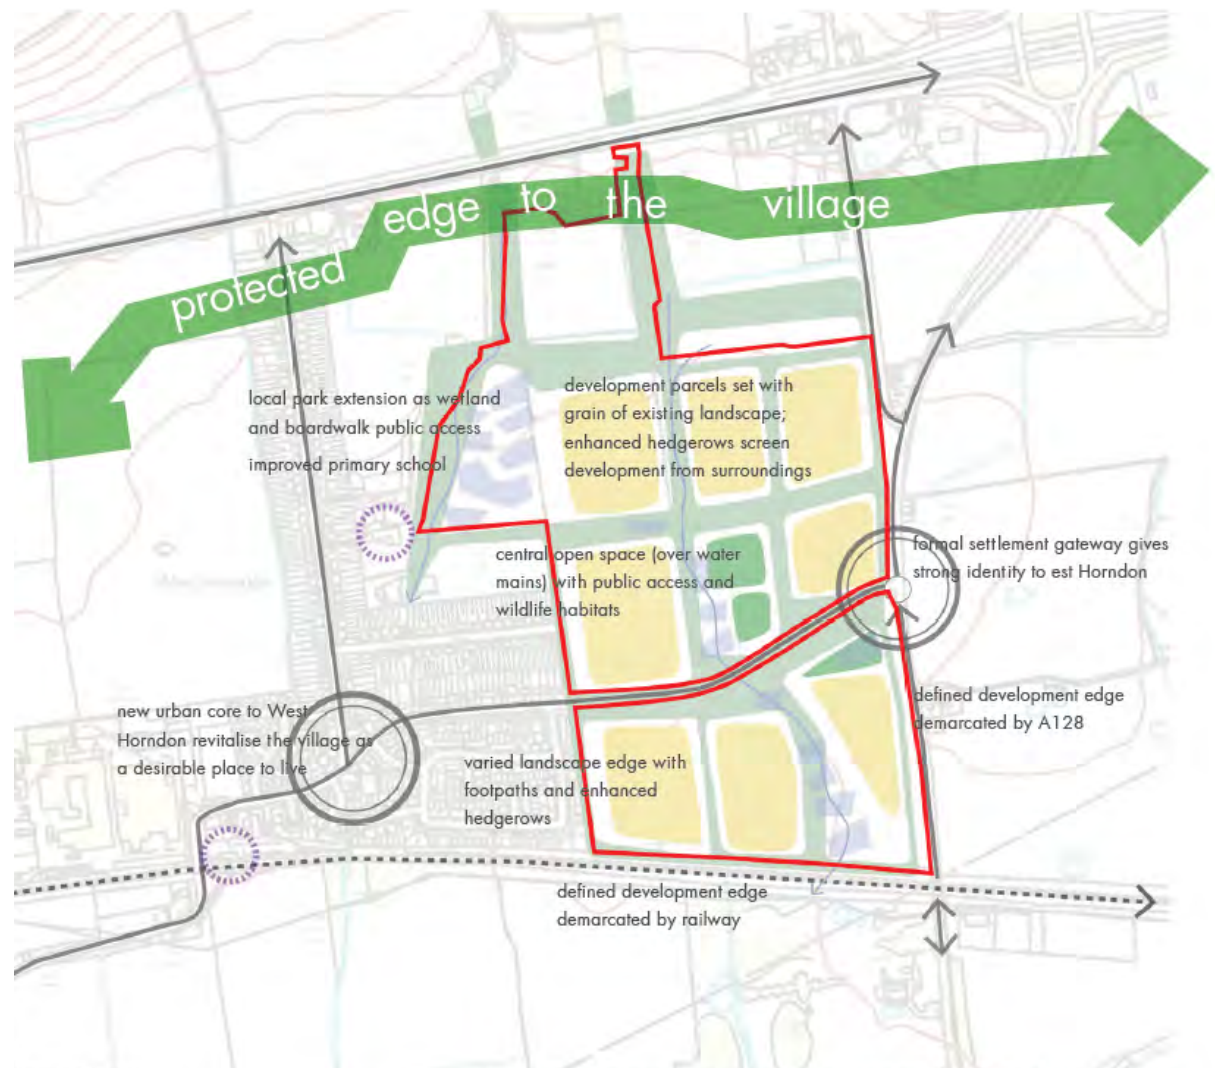 protected edge to the village
local park extension as wetland
and boardwalk public access
improved primary school
development parcels set with
grain of existing landscape;
enhanced hedgerows screen
development from surroundings
central open space (over water
mains) with public access and
wildlife habitats
formal settlement gateway gives
strong identity to est Horndon
new urban core to West
Horndon revitalise the village as
a desirable place to live
varied landscape edge with
footpaths and enhanced
hedgerows
defined development edge
demarcated by A128
defined development edge
demarcated by railway